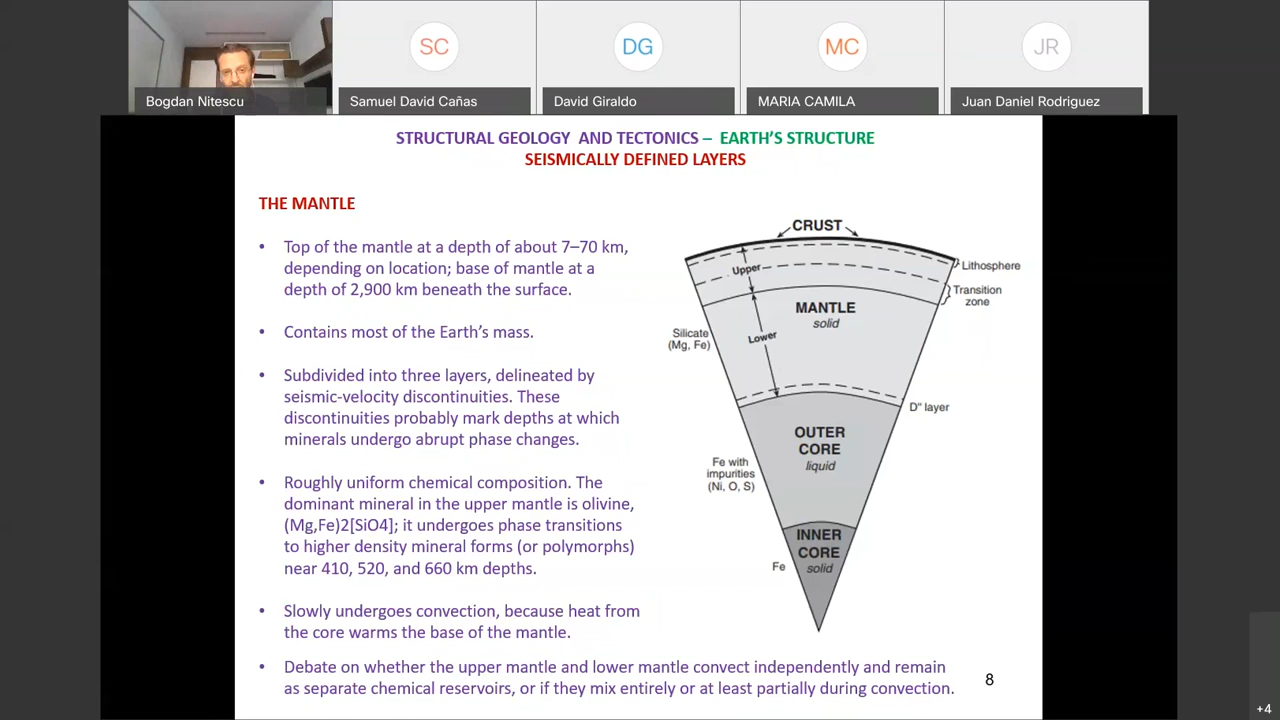 SC
DG
MC
JR
Bogdan Nitescu
Samuel David Cañas
David Giraldo
MARIA CAMILA
Juan Daniel Rodriguez
STRUCTURAL GEOLOGY AND TECTONICS – EARTH'S STRUCTURE
SEISMICALLY DEFINED LAYERS
THE MANTLE
• Top of the mantle at a depth of about 7–70 km,
depending on location; base of mantle at a
depth of 2,900 km beneath the surface.
• Contains most of the Earth's mass.
• Subdivided into three layers, delineated by
seismic-velocity discontinuities. These
discontinuities probably mark depths at which
minerals undergo abrupt phase changes.
• Roughly uniform chemical composition. The
dominant mineral in the upper mantle is olivine,
(Mg,Fe)2[SiO4]; it undergoes phase transitions
to higher density mineral forms (or polymorphs)
near 410, 520, and 660 km depths.
• Slowly undergoes convection, because heat from
the core warms the base of the mantle.
• Debate on whether the upper mantle and lower mantle convect independently and remain
as separate chemical reservoirs, or if they mix entirely or at least partially during convection.
CRUST
Lithosphere
Upper
Transition
zone
MANTLE
solid
Silicate
(Mg, Fe)
Lower
D" layer
OUTER
CORE
liquid
Fe with
impurities
(Ni, O, S)
INNER
CORE
solid
Fe
8
+4